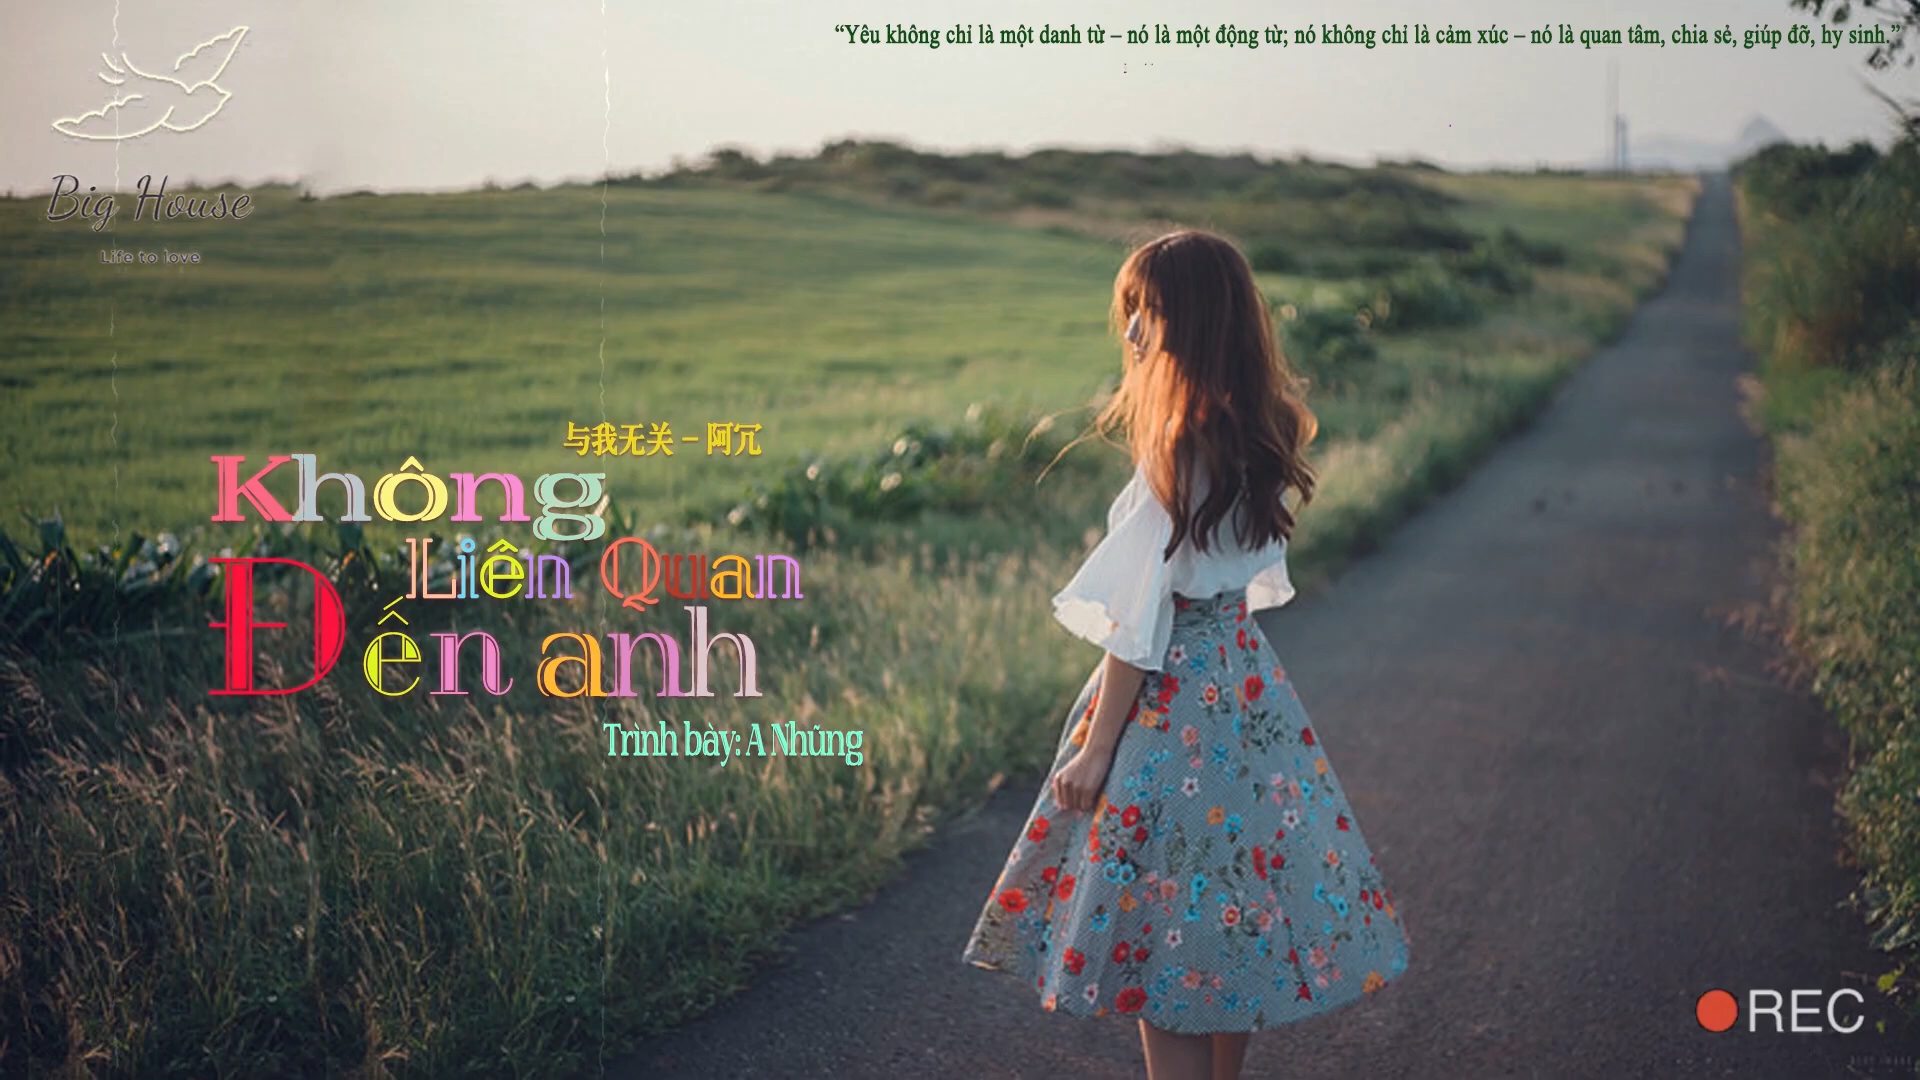 “Yêu không chỉ là một danh từ – nó là một động từ; nó không chỉ là cảm xúc – nó là quan tâm, chia sẻ, giúp đỡ, hy sinh.”
Big House
Life to love
与我无关 – 阿冗
Không
Liên Quan
Đến anh
Trình bày: A Nhũng
REC